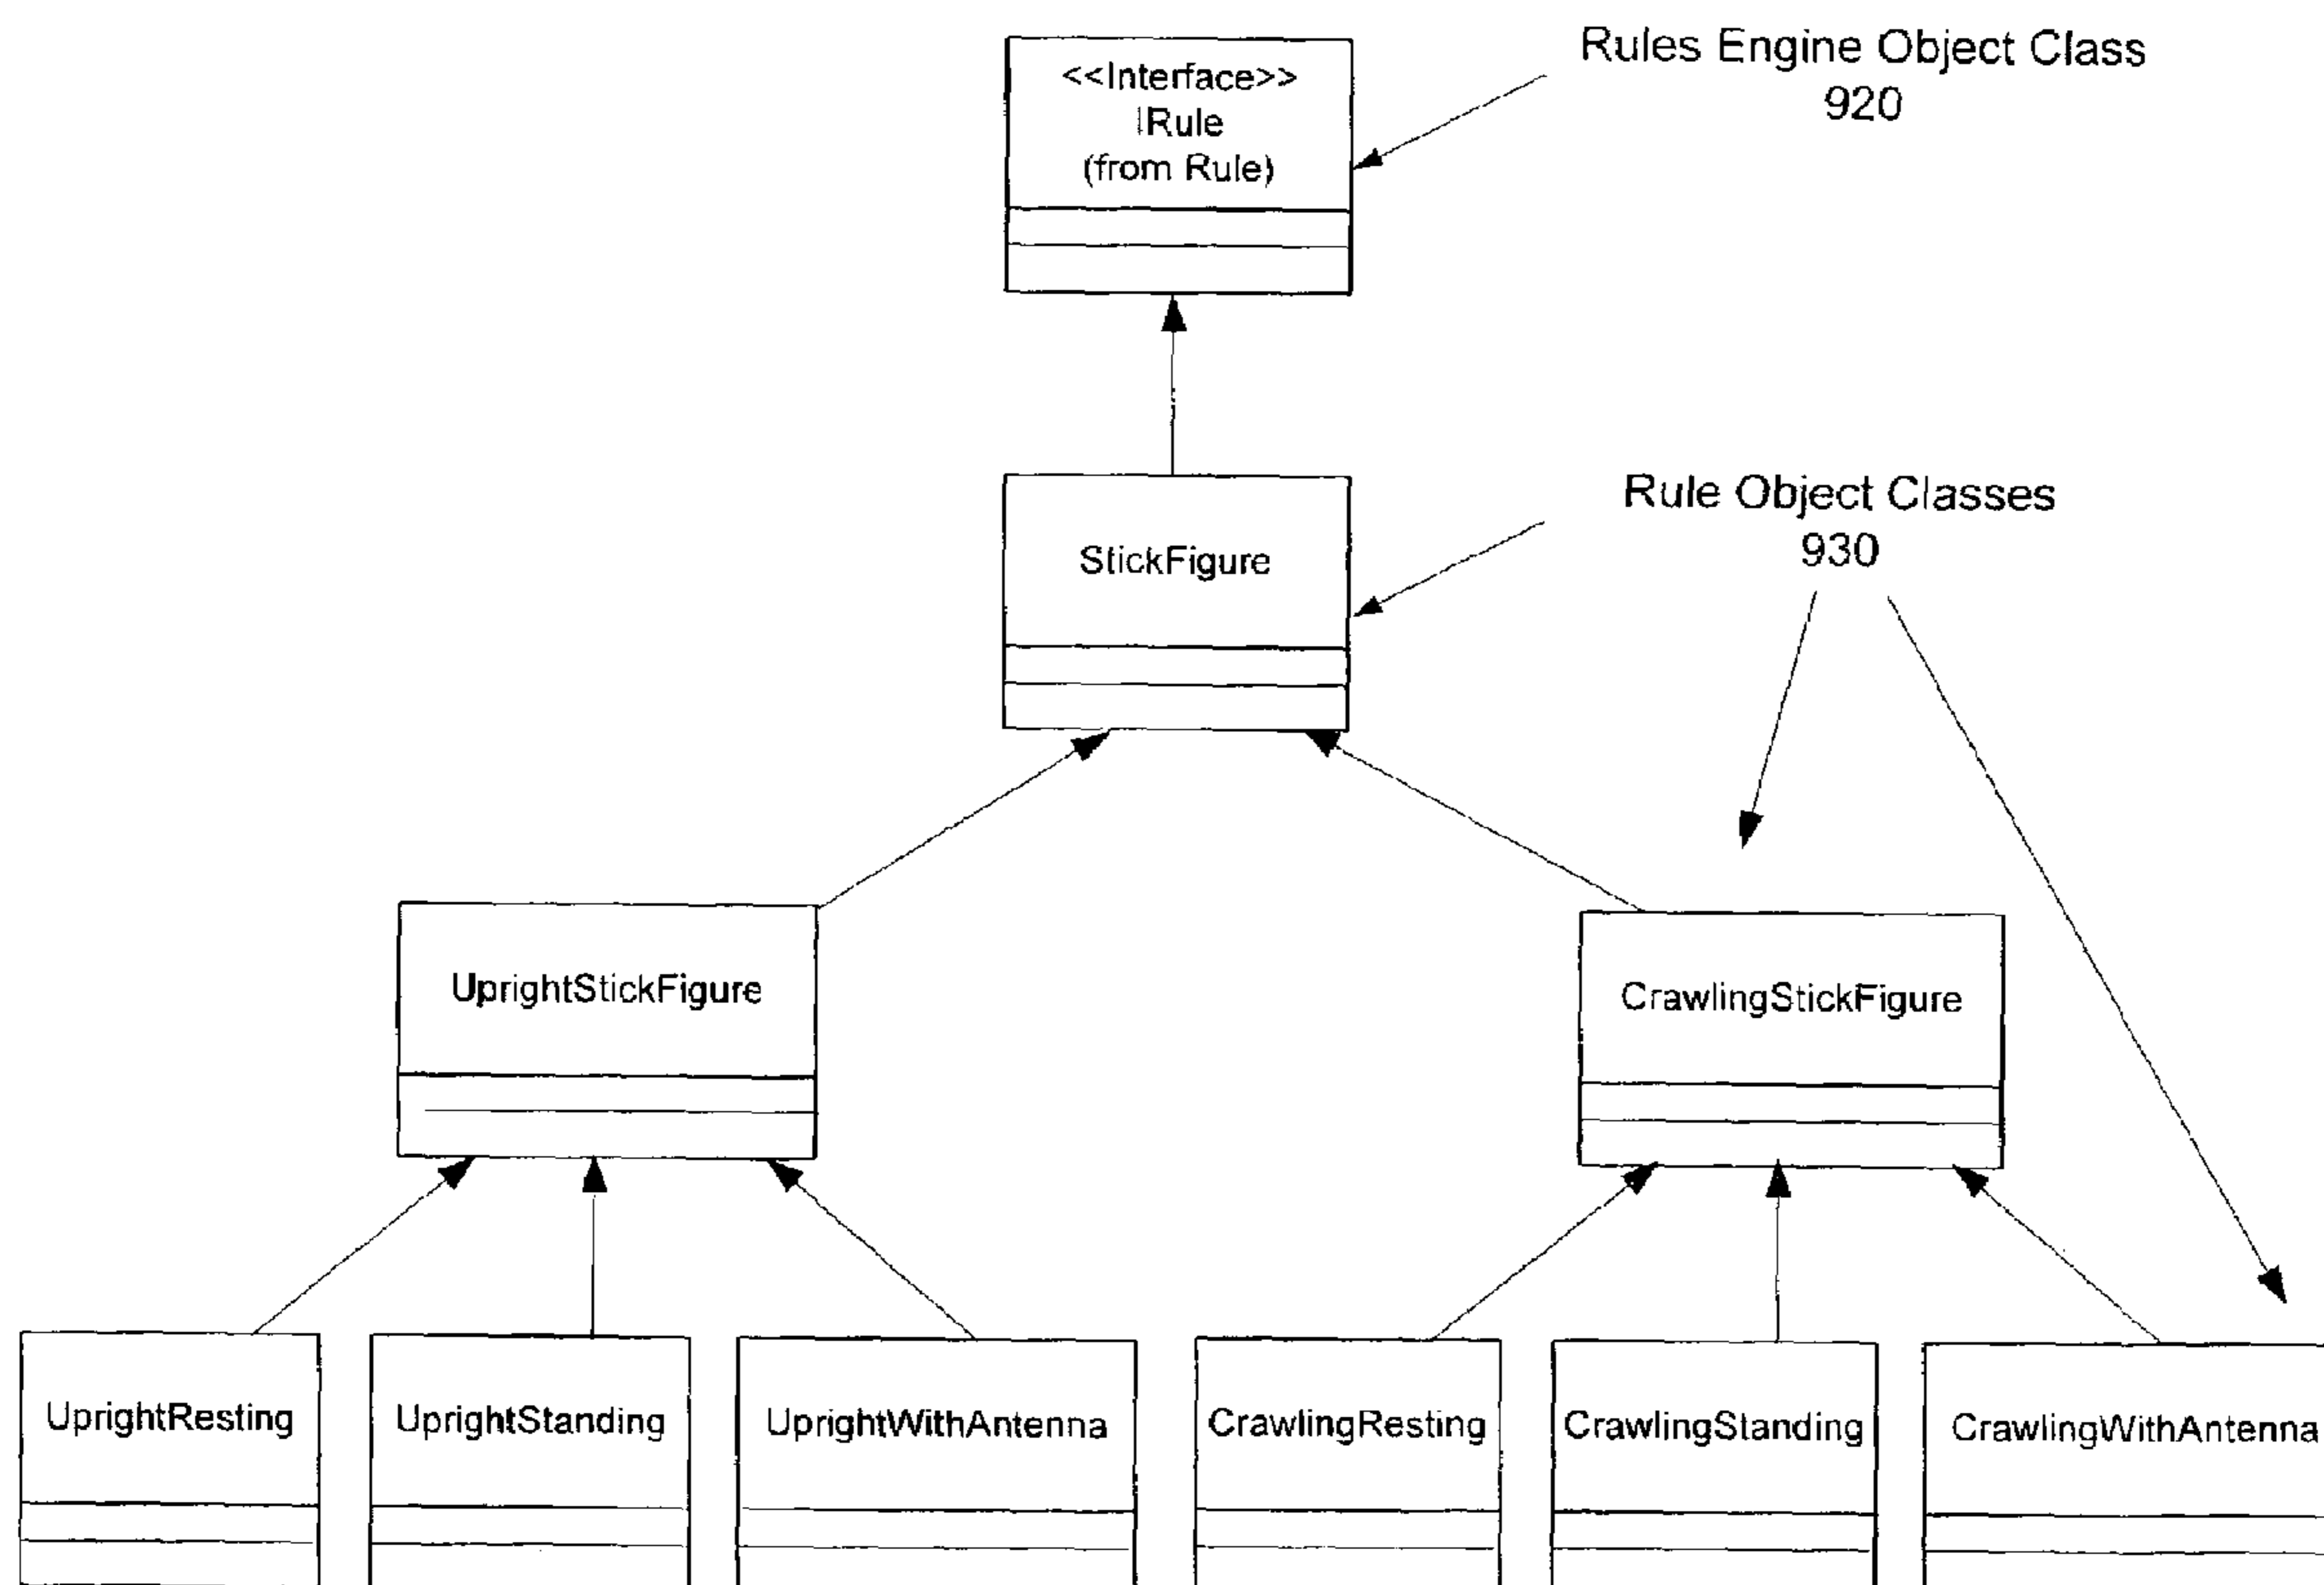 <<Interface>>
IRule
(from Rule)
Rules Engine Object Class
920
StickFigure
Rule Object Classes
930
UprightStickFigure
CrawlingStickFigure
UprightResting
UprightStanding
UprightWithAntenna
CrawlingResting
CrawlingStanding
CrawlingWithAntenna